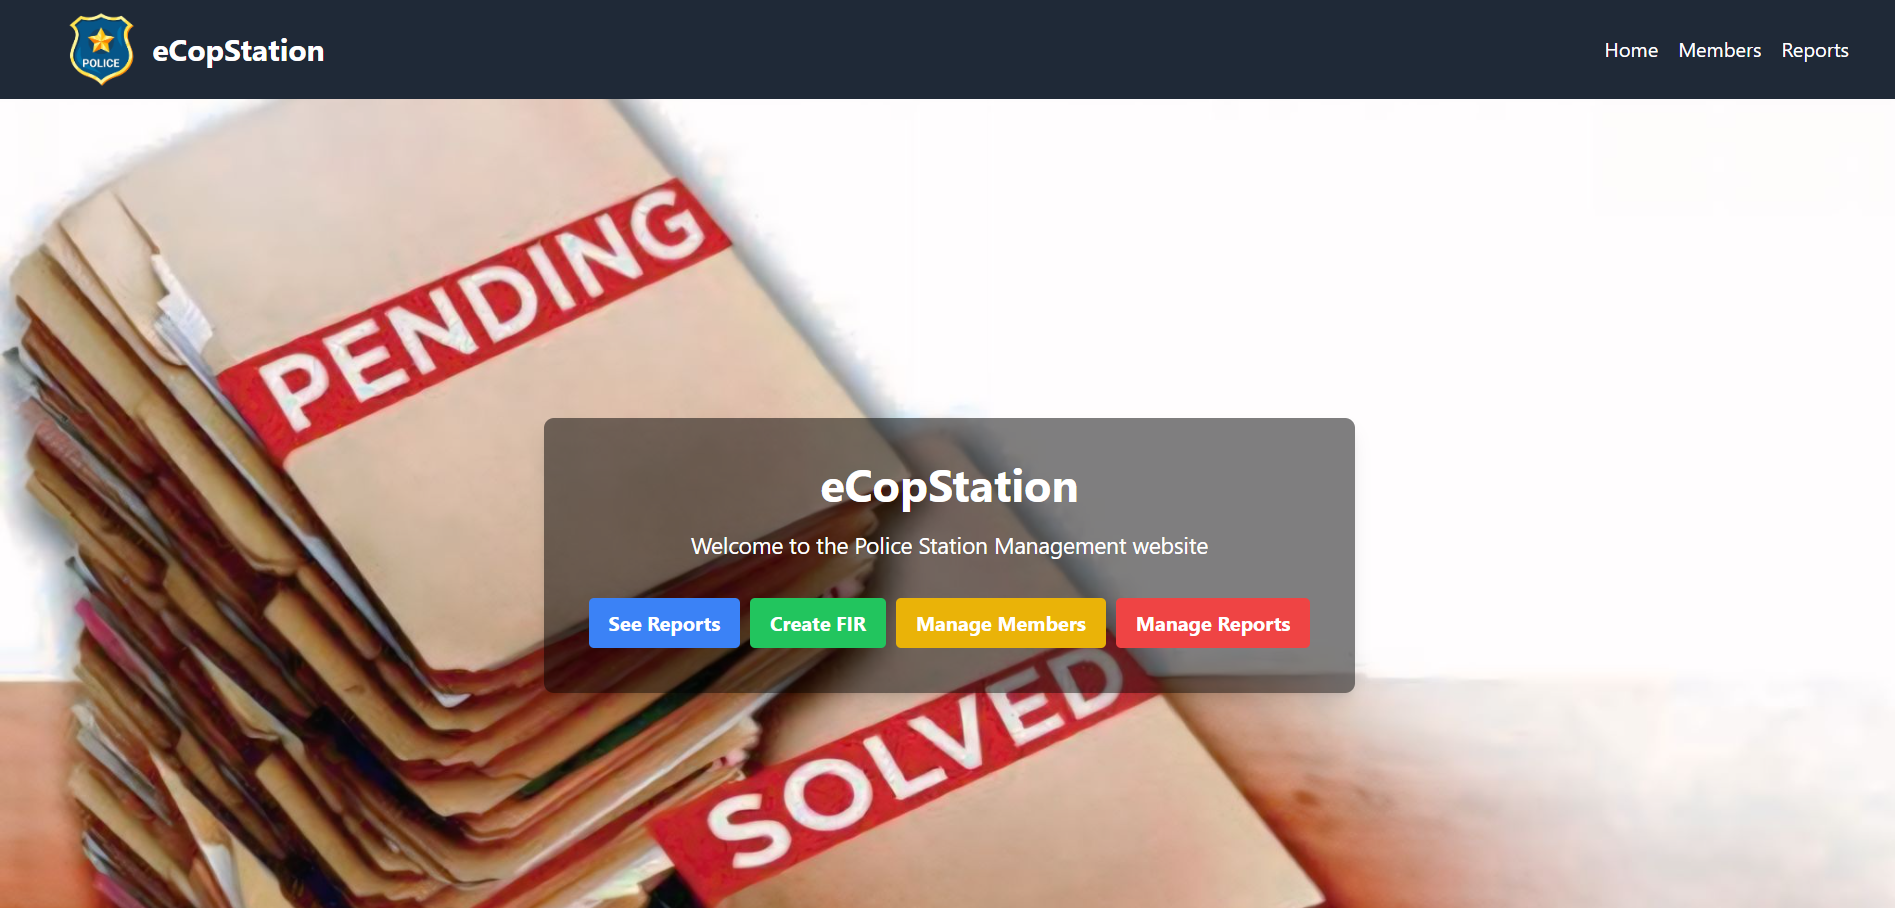 POLICE
eCopStation
Home Members Reports
PENDING
eCopStation
Welcome to the Police Station Management website
See Reports Create FIR Manage Members Manage Reports
SOLVED